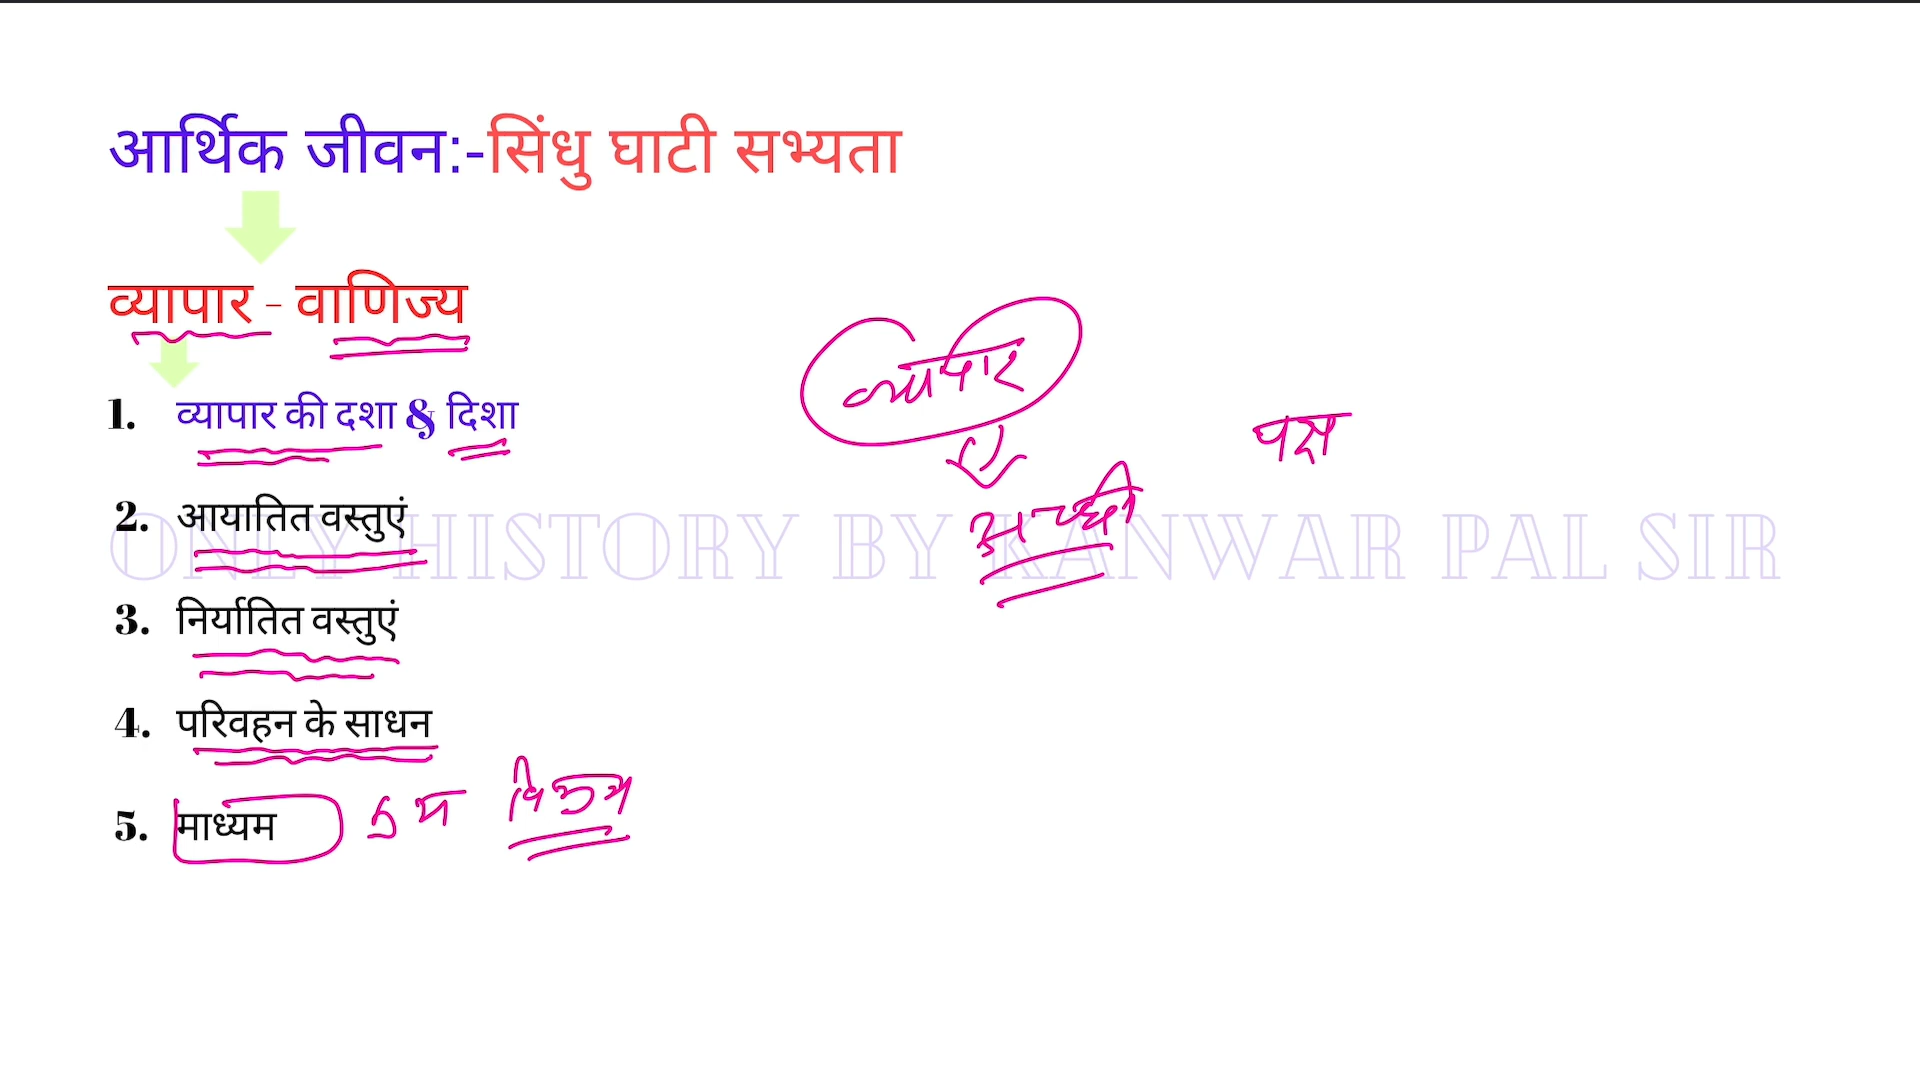 आर्थिक जीवन:-सिंधु घाटी सभ्यता
व्यापार - वाणिज्य
1. व्यापार की दशा & दिशा
2. आयातित वस्तुएं
3. निर्यातित वस्तुएं
4. परिवहन के साधन
5. माध्यम
व्यापार
अच्छी
पक्ष
ONLY HISTORY BY KANWAR PAL SIR